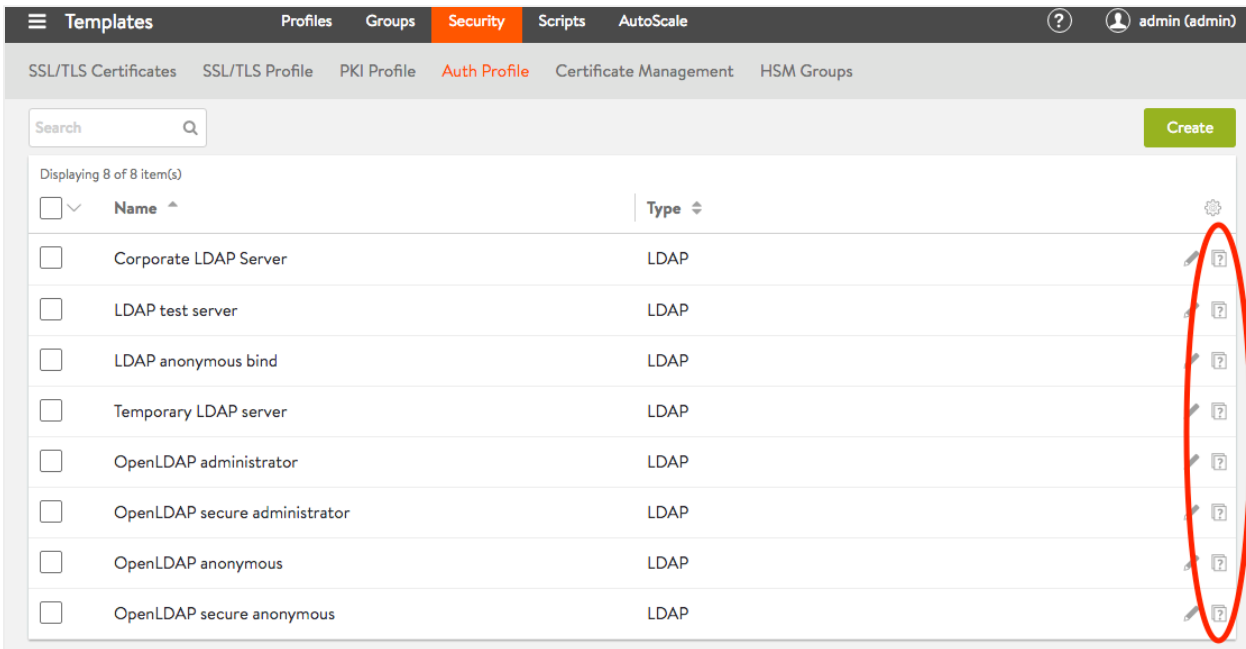 Templates Profiles Groups Security Scripts AutoScale ? admin (admin)
SSL/TLS Certificates SSL/TLS Profile PKI Profile Auth Profile Certificate Management HSM Groups
Search Create
Displaying 8 of 8 item(s)
Name Type
Corporate LDAP Server LDAP ?
LDAP test server LDAP ?
LDAP anonymous bind LDAP ?
Temporary LDAP server LDAP ?
OpenLDAP administrator LDAP ?
OpenLDAP secure administrator LDAP ?
OpenLDAP anonymous LDAP ?
OpenLDAP secure anonymous LDAP ?